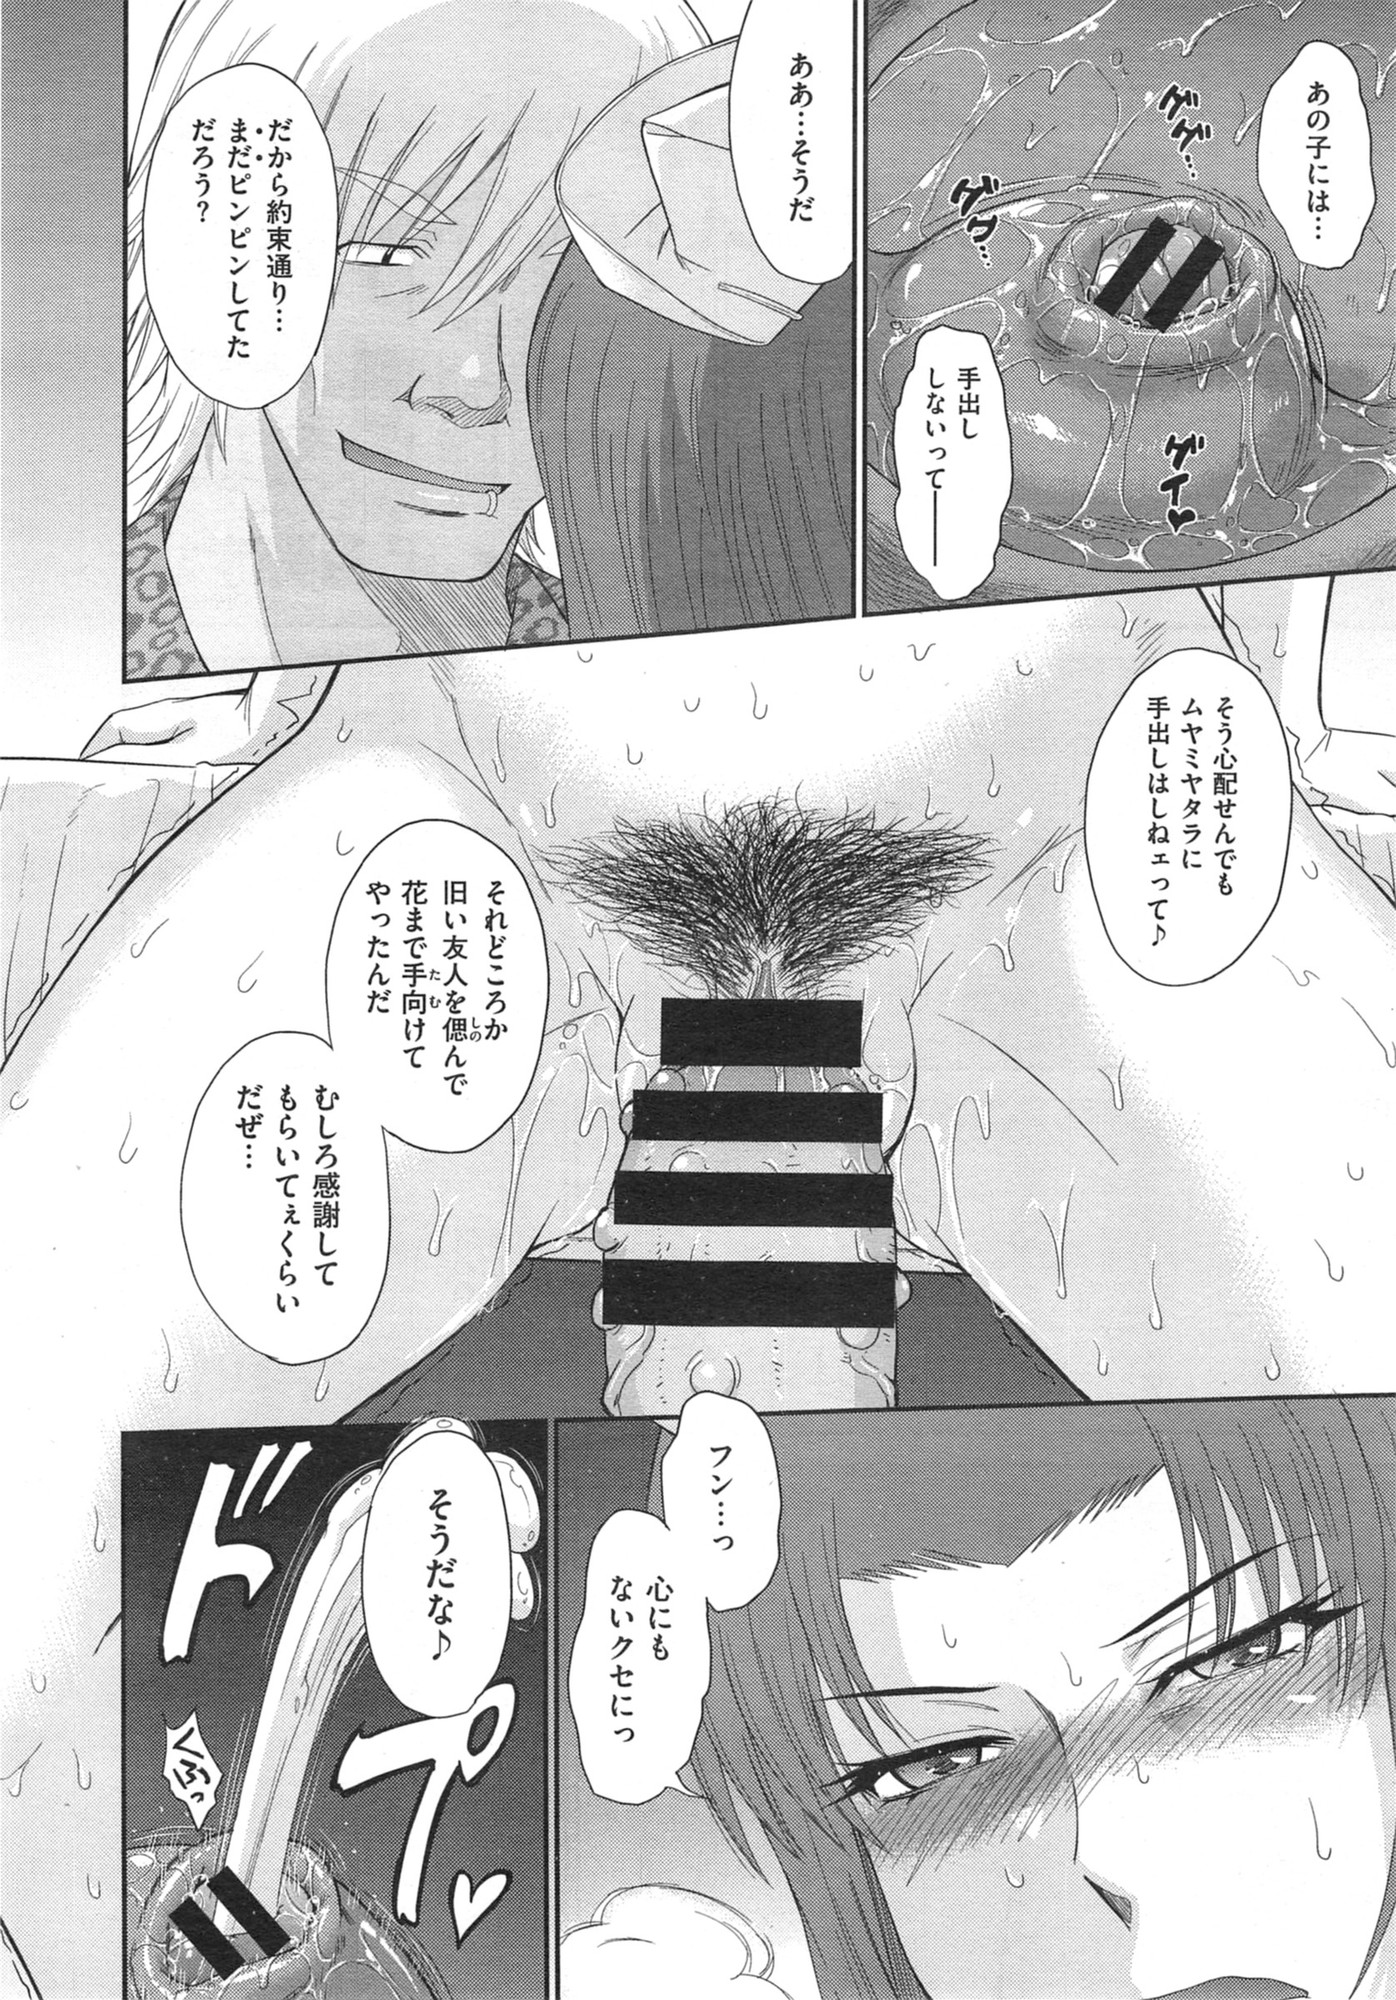 あの子には…
ゾゾ…
ゾク…
手出し
しないって――
ゾイ♥
ああ…そうだ
だから約束通り…
まだピンピンしてた
だろう？
そう心配せんでも
ムヤミヤタラに
手出しはしねェって♪
それどころか
旧い友人を偲んで
花まで手向けて
やったんだ
むしろ感謝して
もらいてぇくらい
だぜ…
フン…っ
心にも
ないクセにっ
そうだな♪
ドプ♥
くふっ